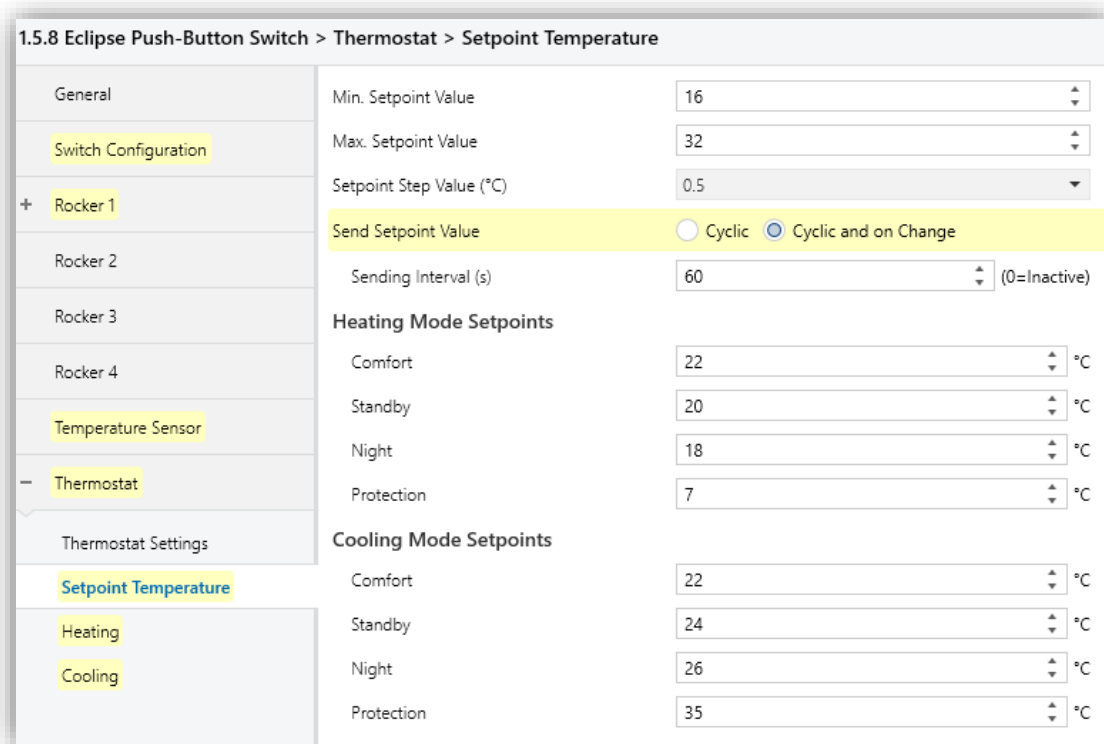 1.5.8 Eclipse Push-Button Switch > Thermostat > Setpoint Temperature
General
Switch Configuration
+ Rocker 1
Rocker 2
Rocker 3
Rocker 4
Temperature Sensor
− Thermostat
Thermostat Settings
Setpoint Temperature
Heating
Cooling
Min. Setpoint Value 16
Max. Setpoint Value 32
Setpoint Step Value (°C) 0.5
Send Setpoint Value Cyclic Cyclic and on Change
Sending Interval (s) 60 (0=Inactive)
Heating Mode Setpoints
Comfort 22 °C
Standby 20 °C
Night 18 °C
Protection 7 °C
Cooling Mode Setpoints
Comfort 22 °C
Standby 24 °C
Night 26 °C
Protection 35 °C